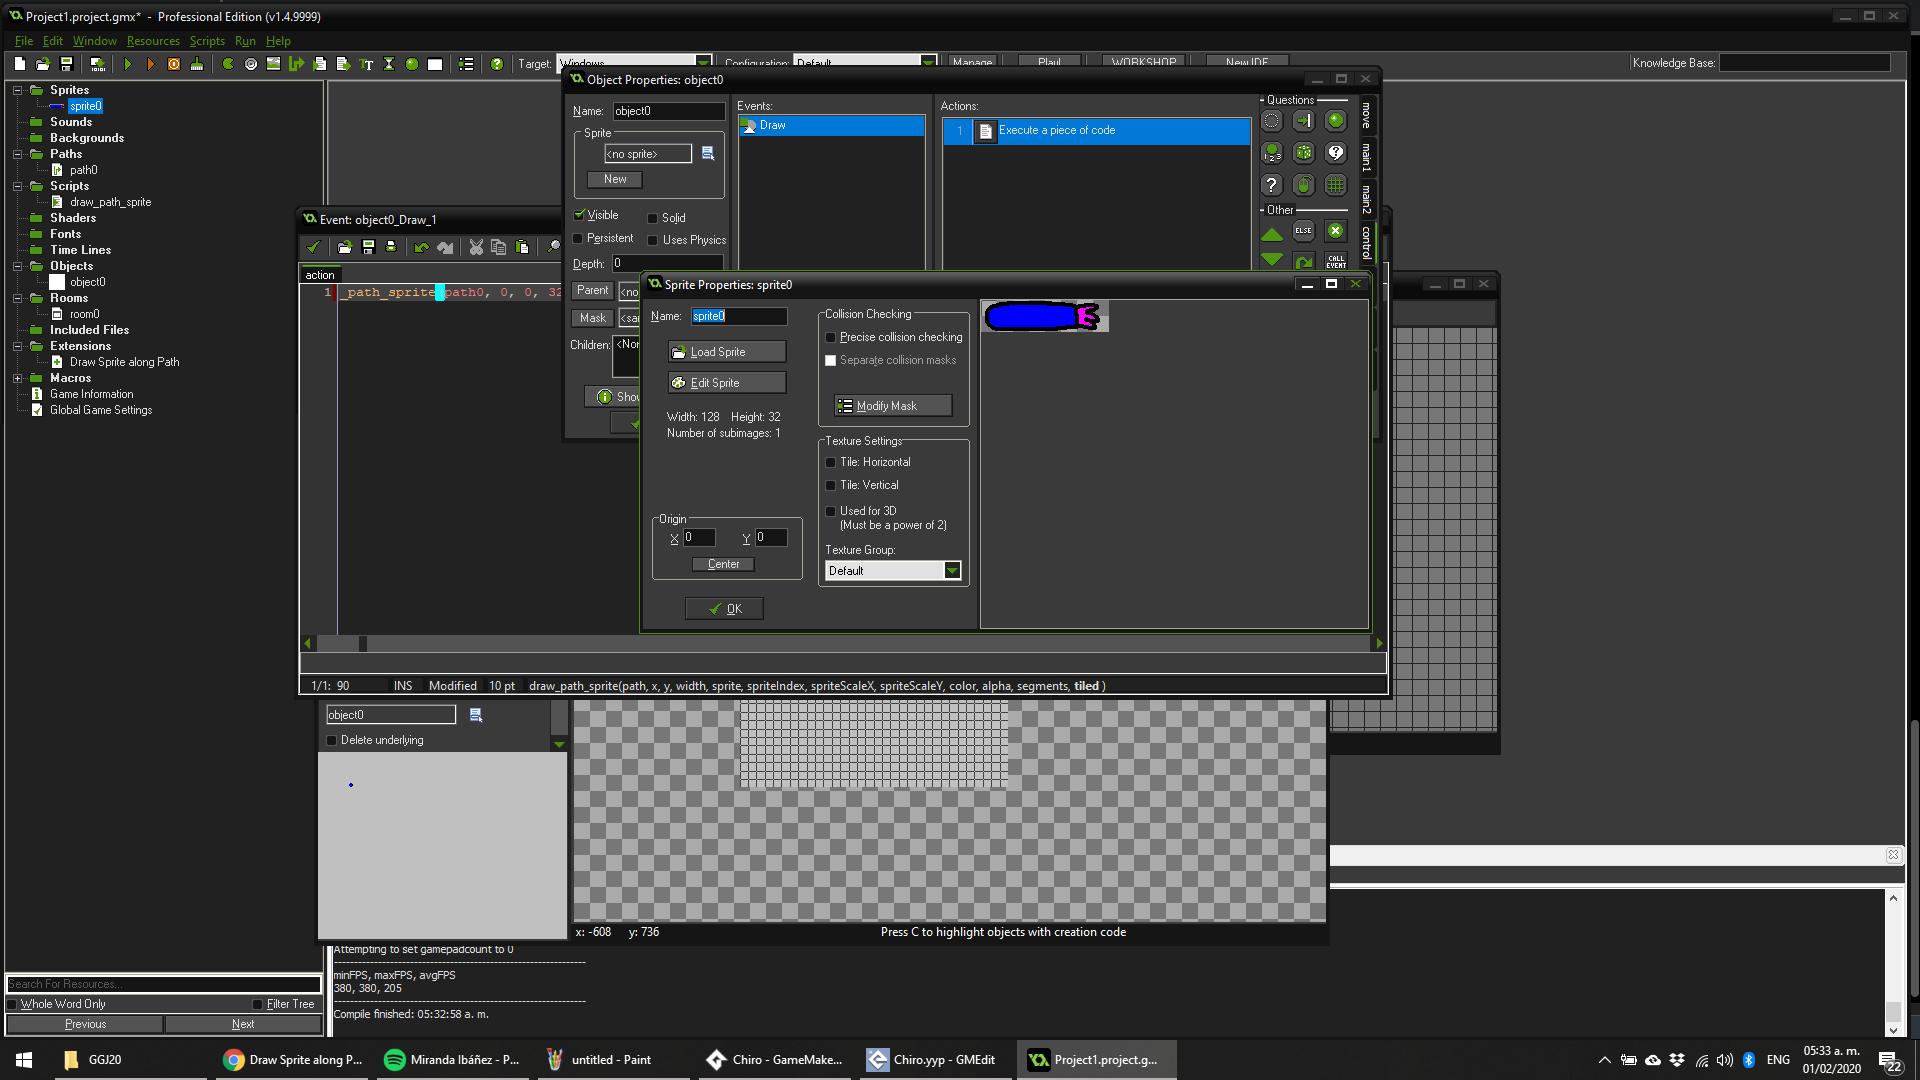 Project1.project.gmx* - Professional Edition (v1.4.9999)
File Edit Window Resources Scripts Run Help
Target: Windows Configuration: Default Manage Play! WORKSHOP New IDE Knowledge Base:
Sprites
sprite0
Sounds
Backgrounds
Paths
path0
Scripts
draw_path_sprite
Shaders
Fonts
Time Lines
Objects
object0
Rooms
room0
Included Files
Extensions
Draw Sprite along Path
Macros
Game Information
Global Game Settings
Search For Resources...
Whole Word Only Filter Tree
Previous Next
Object Properties: object0
Name: object0
Sprite
<no sprite>
New
Visible Solid
Persistent Uses Physics
Depth: 0
Parent <no
Mask <sa
Children: <Non
Show
Events:
Draw
Actions:
1 Execute a piece of code
Questions
Other
ELSE
CALL EVENT
move
main1
main2
control
Event: object0_Draw_1
action
1 _path_sprite(path0, 0, 0, 32
1/1: 90 INS Modified 10 pt draw_path_sprite(path, x, y, width, sprite, spriteIndex, spriteScaleX, spriteScaleY, color, alpha, segments, tiled )
Sprite Properties: sprite0
Name: sprite0
Load Sprite
Edit Sprite
Width: 128 Height: 32
Number of subimages: 1
Origin
X 0 Y 0
Center
OK
Collision Checking
Precise collision checking
Separate collision masks
Modify Mask
Texture Settings
Tile: Horizontal
Tile: Vertical
Used for 3D
(Must be a power of 2)
Texture Group:
Default
object0
Delete underlying
x: -608 y: 736 Press C to highlight objects with creation code
Attempting to set gamepadcount to 0
minFPS, maxFPS, avgFPS
380, 380, 205
Compile finished: 05:32:58 a. m.
GGJ20
Draw Sprite along P...
Miranda Ibáñez - P...
untitled - Paint
Chiro - GameMake...
Chiro.yyp - GMEdit
Project1.project.g...
ENG
05:33 a. m.
01/02/2020
22